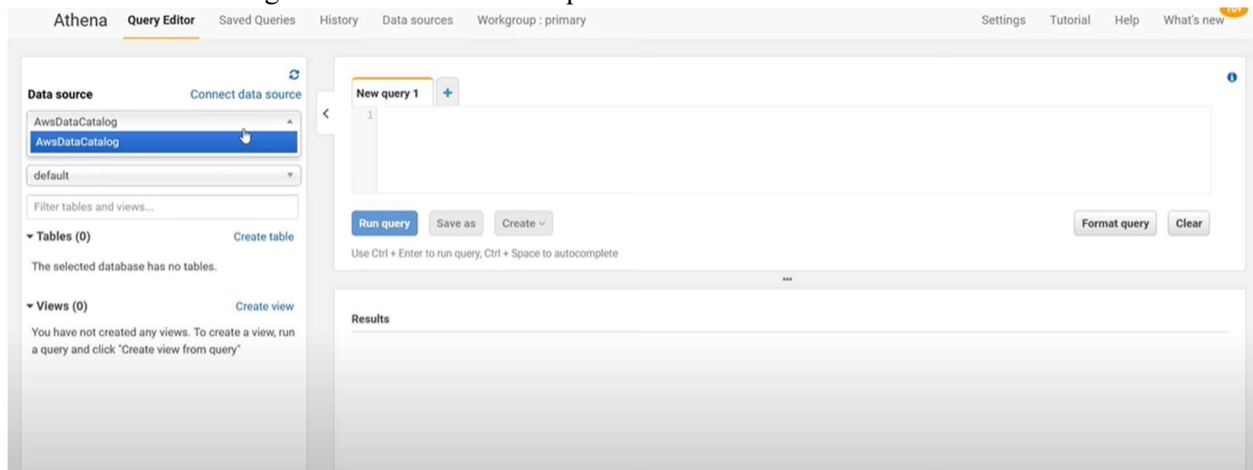 Athena Query Editor Saved Queries History Data sources Workgroup : primary Settings Tutorial Help What's new
Data source Connect data source
AwsDataCatalog
AwsDataCatalog
default
Filter tables and views...
Tables (0) Create table
The selected database has no tables.
Views (0) Create view
You have not created any views. To create a view, run
a query and click "Create view from query"
New query 1 +
1
Run query Save as Create Format query Clear
Use Ctrl + Enter to run query, Ctrl + Space to autocomplete
Results